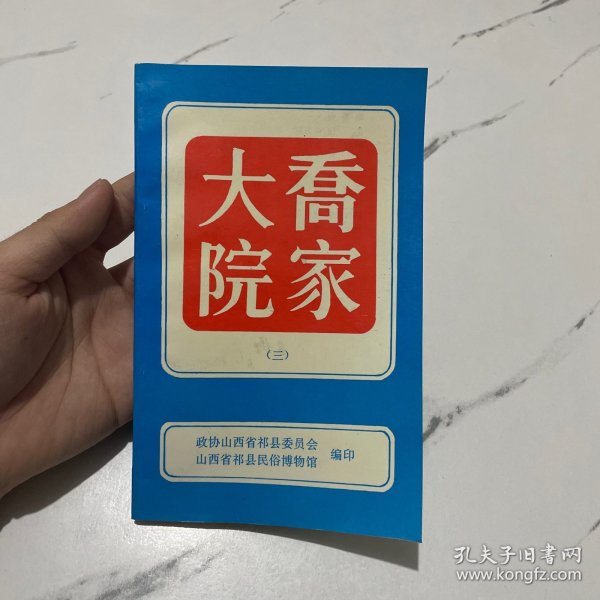 喬家
大院
（三）
政协山西省祁县委员会
山西省祁县民俗博物馆
编印
孔夫子旧書网
www.kongfz.com